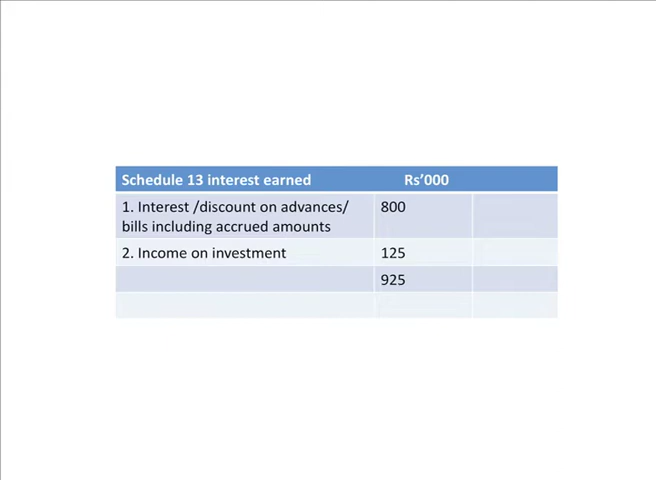 Schedule 13 interest earned Rs’000
1. Interest /discount on advances/ 800
bills including accrued amounts
2. Income on investment 125
925